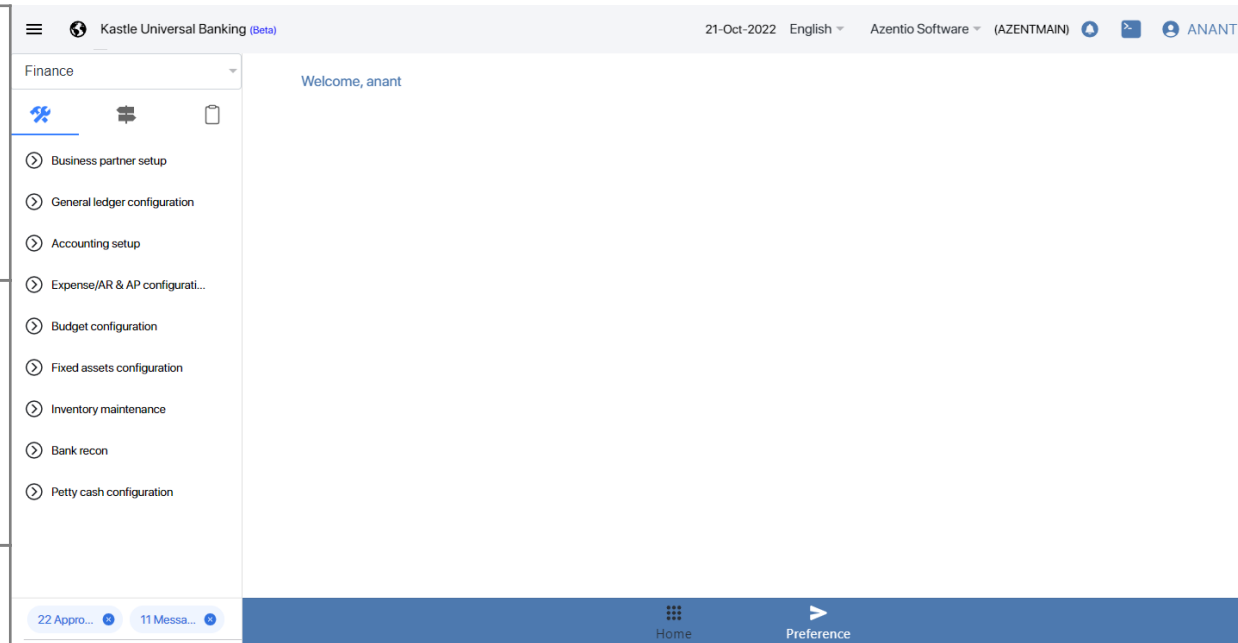 Kastle Universal Banking (Beta)
21-Oct-2022 English Azentio Software (AZENTMAIN) ANANT
Finance
Welcome, anant
Business partner setup
General ledger configuration
Accounting setup
Expense/AR & AP configurati...
Budget configuration
Fixed assets configuration
Inventory maintenance
Bank recon
Petty cash configuration
22 Appro... 11 Messa...
Home Preference